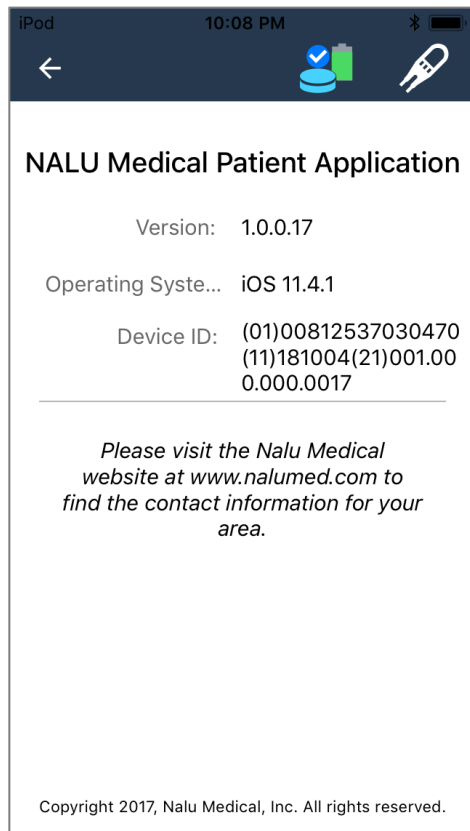 iPod 10:08 PM
NALU Medical Patient Application
Version: 1.0.0.17
Operating Syste... iOS 11.4.1
Device ID: (01)00812537030470
(11)181004(21)001.00
0.000.0017
Please visit the Nalu Medical
website at www.nalumed.com to
find the contact information for your
area.
Copyright 2017, Nalu Medical, Inc. All rights reserved.